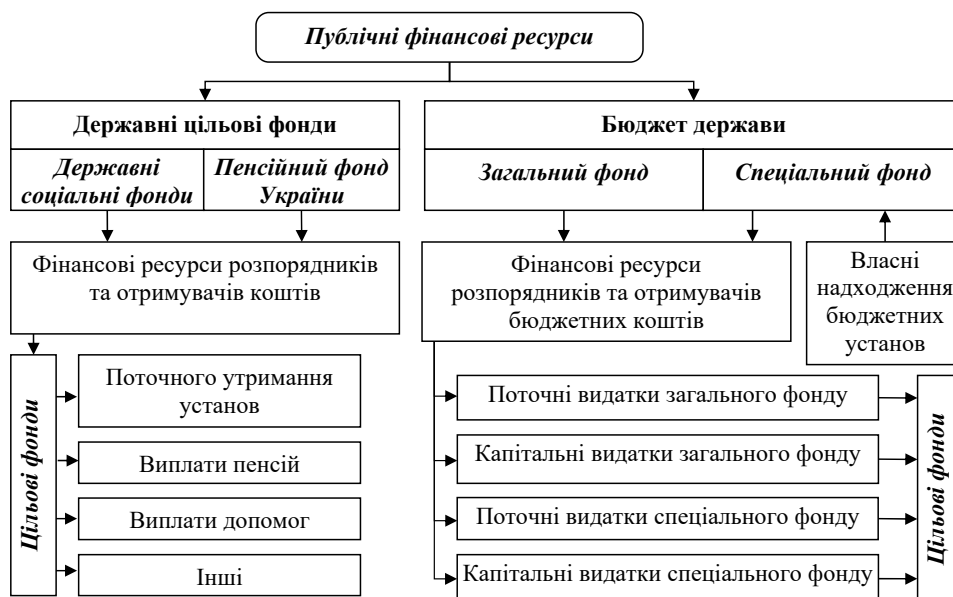 Публічні фінансові ресурси
Державні цільові фонди
Державні
соціальні фонди
Пенсійний фонд
України
Фінансові ресурси розпорядників
та отримувачів коштів
Цільові фонди
Поточного утримання
установ
Виплати пенсій
Виплати допомог
Інші
Бюджет держави
Загальний фонд
Спеціальний фонд
Фінансові ресурси
розпорядників та отримувачів
бюджетних коштів
Власні
надходження
бюджетних
установ
Поточні видатки загального фонду
Капітальні видатки загального фонду
Поточні видатки спеціального фонду
Капітальні видатки спеціального фонду
Цільові фонди